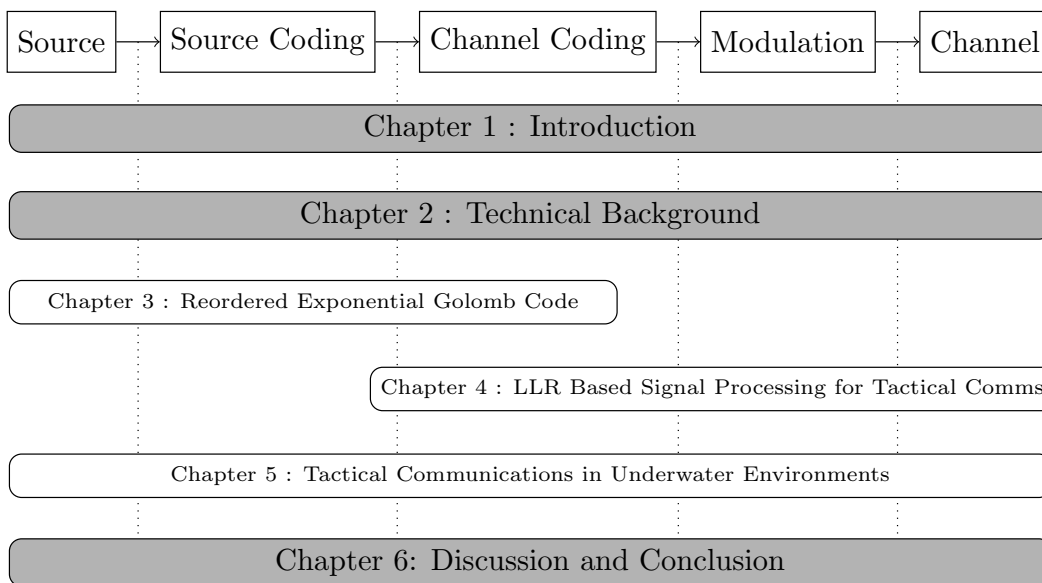 Source Source Coding Channel Coding Modulation Channel
Chapter 1 : Introduction
Chapter 2 : Technical Background
Chapter 3 : Reordered Exponential Golomb Code
Chapter 4 : LLR Based Signal Processing for Tactical Comms
Chapter 5 : Tactical Communications in Underwater Environments
Chapter 6: Discussion and Conclusion